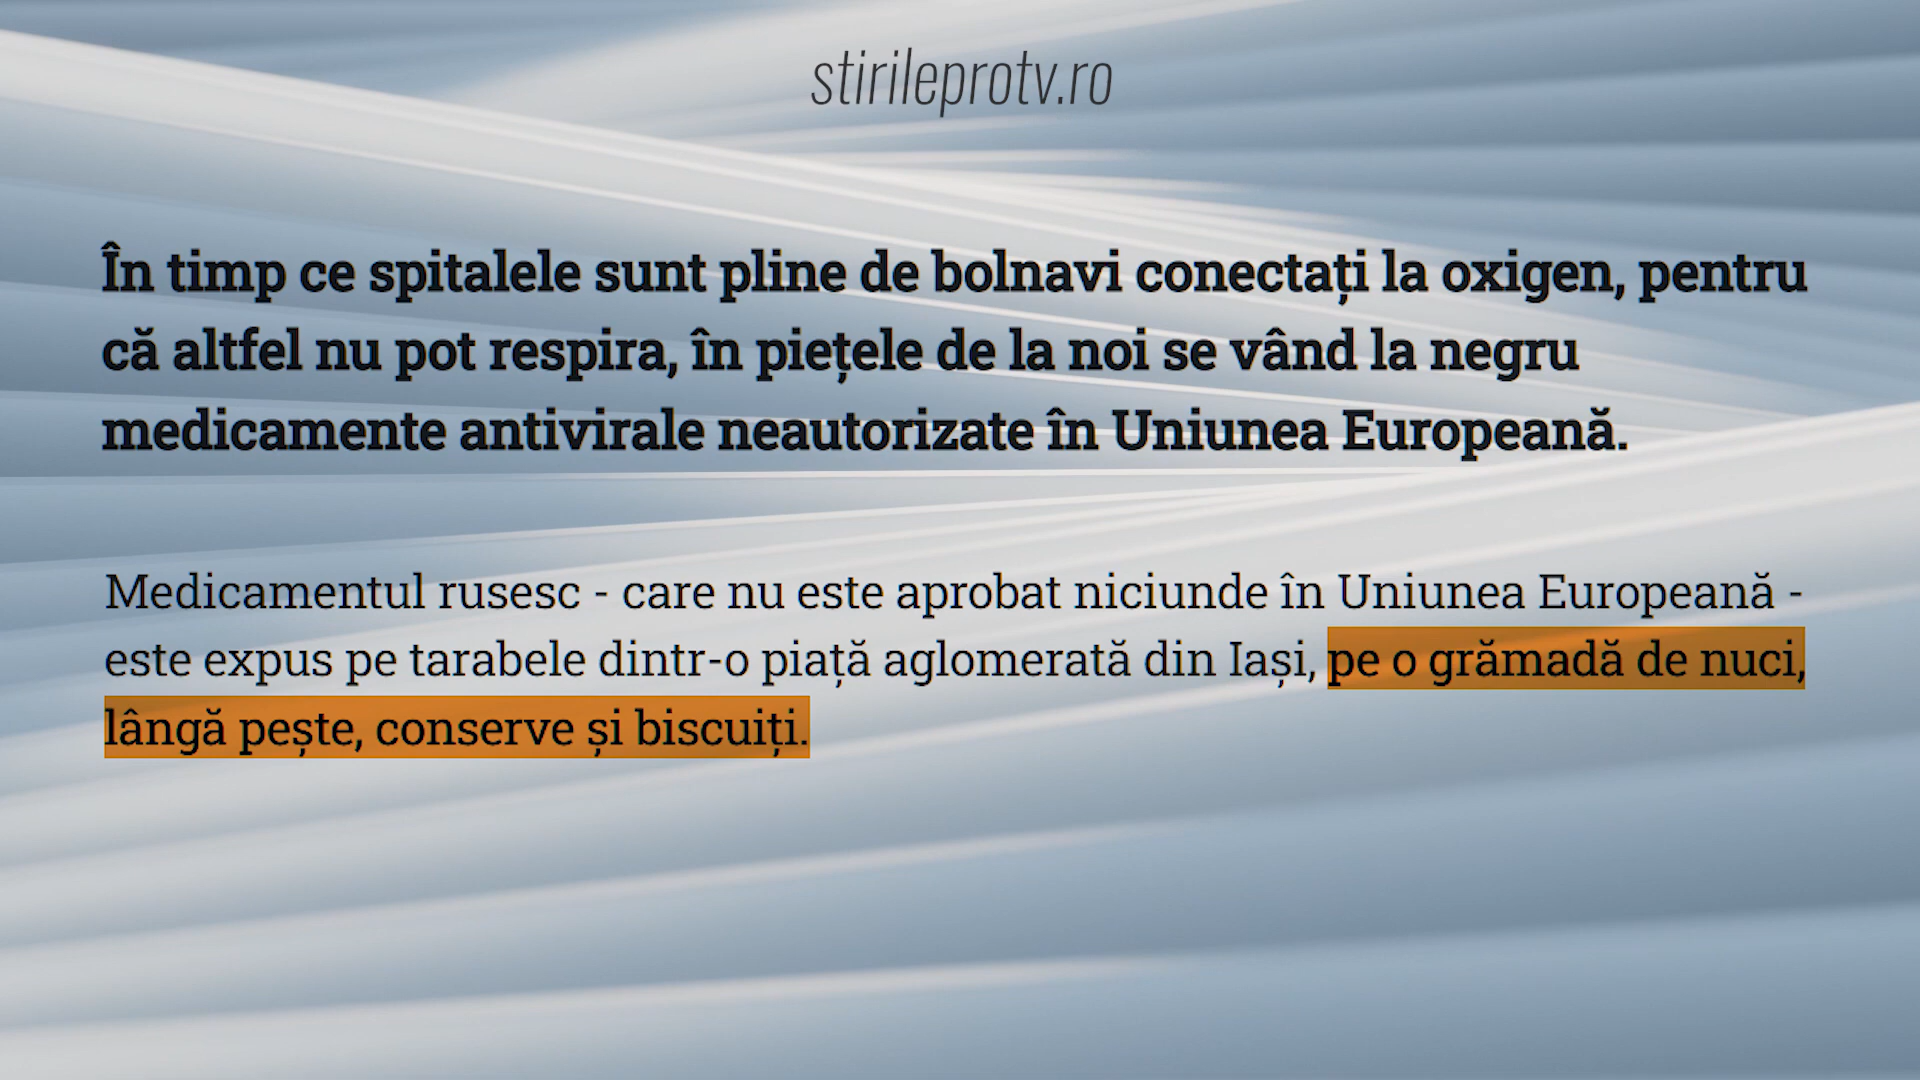 stirileprotv.ro
În timp ce spitalele sunt pline de bolnavi conectați la oxigen, pentru
că altfel nu pot respira, în piețele de la noi se vând la negru
medicamente antivirale neautorizate în Uniunea Europeană.
Medicamentul rusesc - care nu este aprobat niciunde în Uniunea Europeană -
este expus pe tarabele dintr-o piață aglomerată din Iași, pe o grămadă de nuci,
lângă pește, conserve și biscuiți.